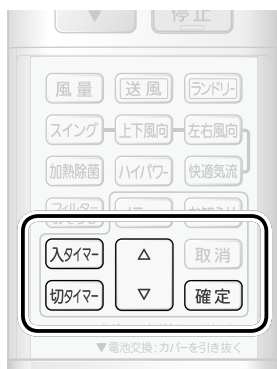 ▼ 停止
風量 送風 ランドリー
スイング 上下風向 左右風向
加熱除菌 ハイパワー 快適気流
入タイマー △ 取消
切タイマー ▽ 確定
▼電池交換:カバーを引き抜く